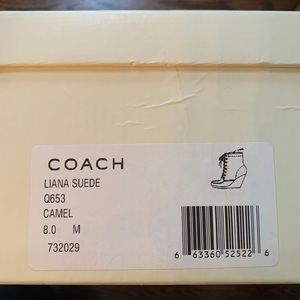 COACH
LIANA SUEDE
Q653
CAMEL
8.0 M
732029
6 63360 52522 6